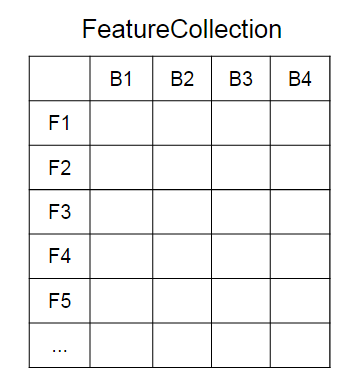 FeatureCollection
B1 B2 B3 B4
F1
F2
F3
F4
F5
...